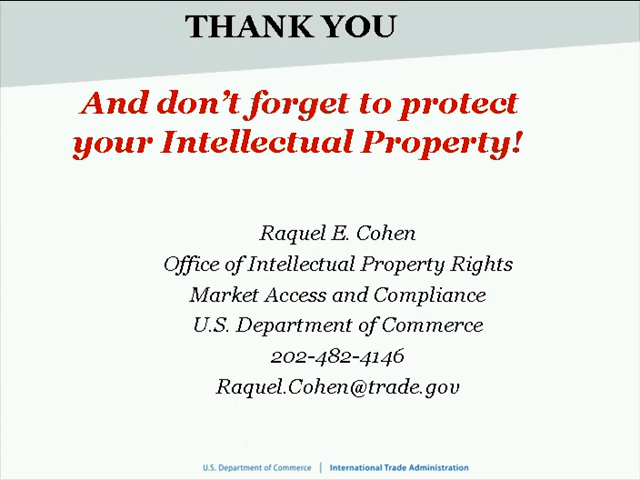 THANK YOU
And don’t forget to protect
your Intellectual Property!
Raquel E. Cohen
Office of Intellectual Property Rights
Market Access and Compliance
U.S. Department of Commerce
202-482-4146
Raquel.Cohen@trade.gov
U.S. Department of Commerce | International Trade Administration